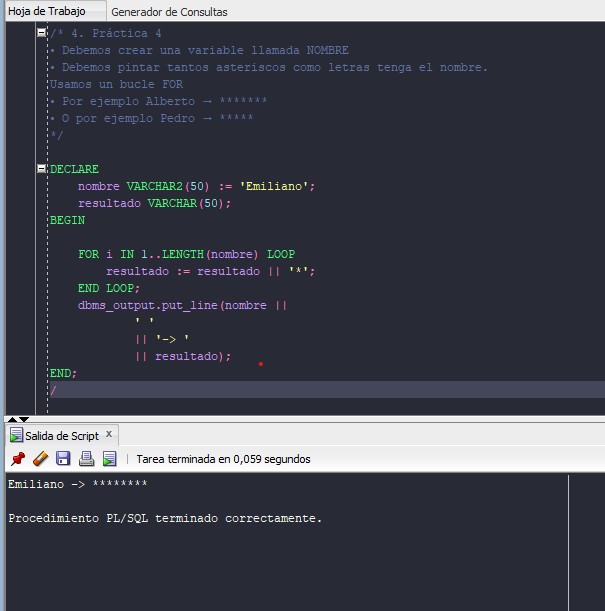 Hoja de Trabajo Generador de Consultas
/* 4. Práctica 4
• Debemos crear una variable llamada NOMBRE
• Debemos pintar tantos asteriscos como letras tenga el nombre.
Usamos un bucle FOR
• Por ejemplo Alberto → *******
• O por ejemplo Pedro → *****
*/
DECLARE
nombre VARCHAR2(50) := 'Emiliano';
resultado VARCHAR(50);
BEGIN
FOR i IN 1..LENGTH(nombre) LOOP
resultado := resultado || '*';
END LOOP;
dbms_output.put_line(nombre ||
' '
|| '-> '
|| resultado);
END;
/
Salida de Script x
Tarea terminada en 0,059 segundos
Emiliano -> ********
Procedimiento PL/SQL terminado correctamente.